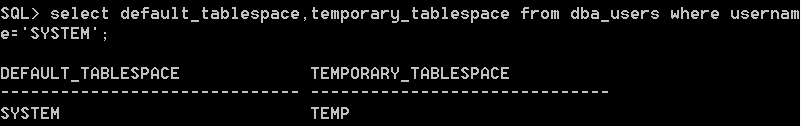 SQL> select default_tablespace,temporary_tablespace from dba_users where usernam
e='SYSTEM';
DEFAULT_TABLESPACE             TEMPORARY_TABLESPACE
------------------------------ ------------------------------
SYSTEM                         TEMP